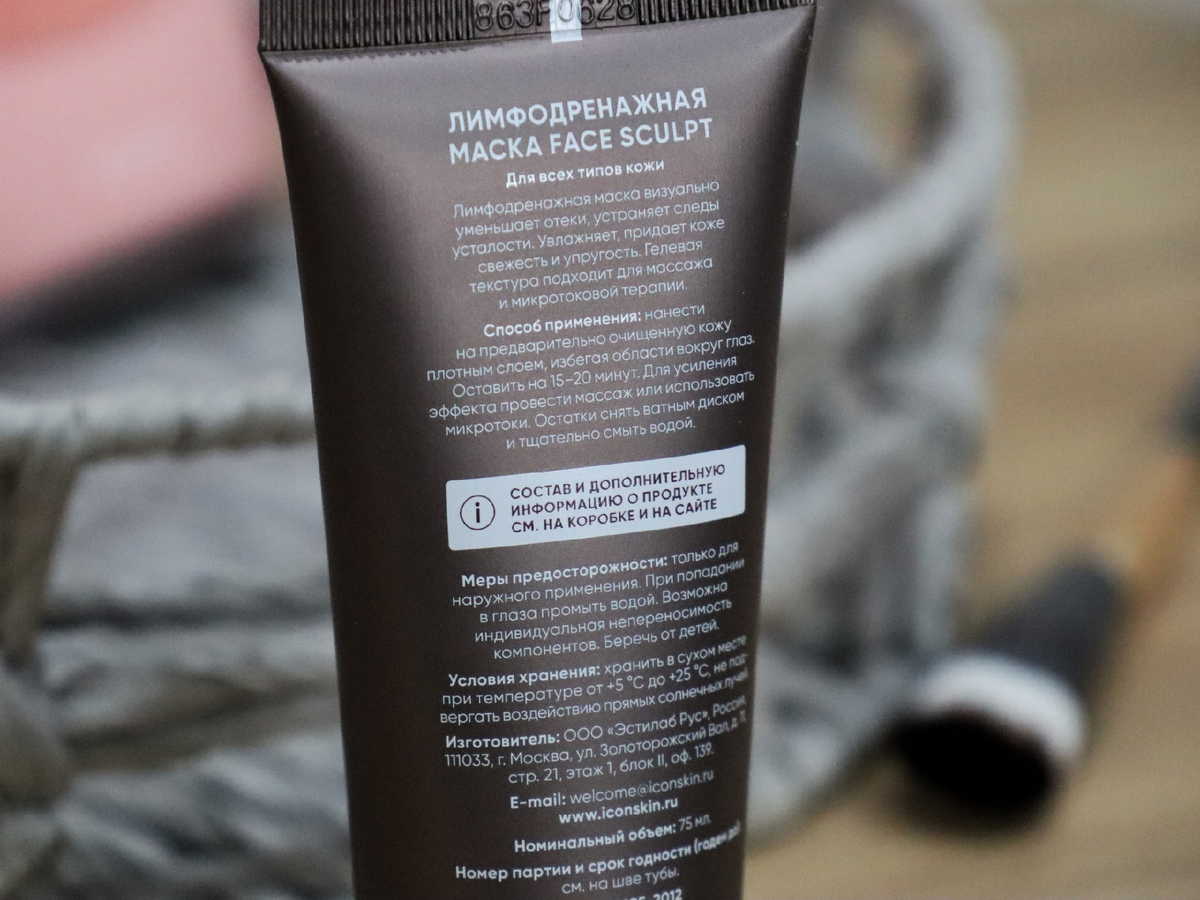 863F0628
ЛИМФОДРЕНАЖНАЯ
МАСКА FACE SCULPT
Для всех типов кожи
Лимфодренажная маска визуально
уменьшает отеки, устраняет следы
усталости. Увлажняет, придает коже
свежесть и упругость. Гелевая
текстура подходит для массажа
и микротоковой терапии.
Способ применения: нанести
на предварительно очищенную кожу
плотным слоем, избегая области вокруг глаз.
Оставить на 15–20 минут. Для усиления
эффекта провести массаж или использовать
микротоки. Остатки снять ватным диском
и тщательно смыть водой.
i
СОСТАВ И ДОПОЛНИТЕЛЬНУЮ
ИНФОРМАЦИЮ О ПРОДУКТЕ
СМ. НА КОРОБКЕ И НА САЙТЕ
Меры предосторожности: только для
наружного применения. При попадании
в глаза промыть водой. Возможна
индивидуальная непереносимость
компонентов. Беречь от детей.
Условия хранения: хранить в сухом месте
при температуре от +5 °C до +25 °C, не под-
вергать воздействию прямых солнечных лучей.
Изготовитель: ООО «Эстилаб Рус», Россия,
111033, г. Москва, ул. Золоторожский Вал, д. 11,
стр. 21, этаж 1, блок II, оф. 139.
E-mail: welcome@iconskin.ru
www.iconskin.ru
Номинальный объем: 75 мл.
Номер партии и срок годности (годен до):
см. на шве тубы.
2012